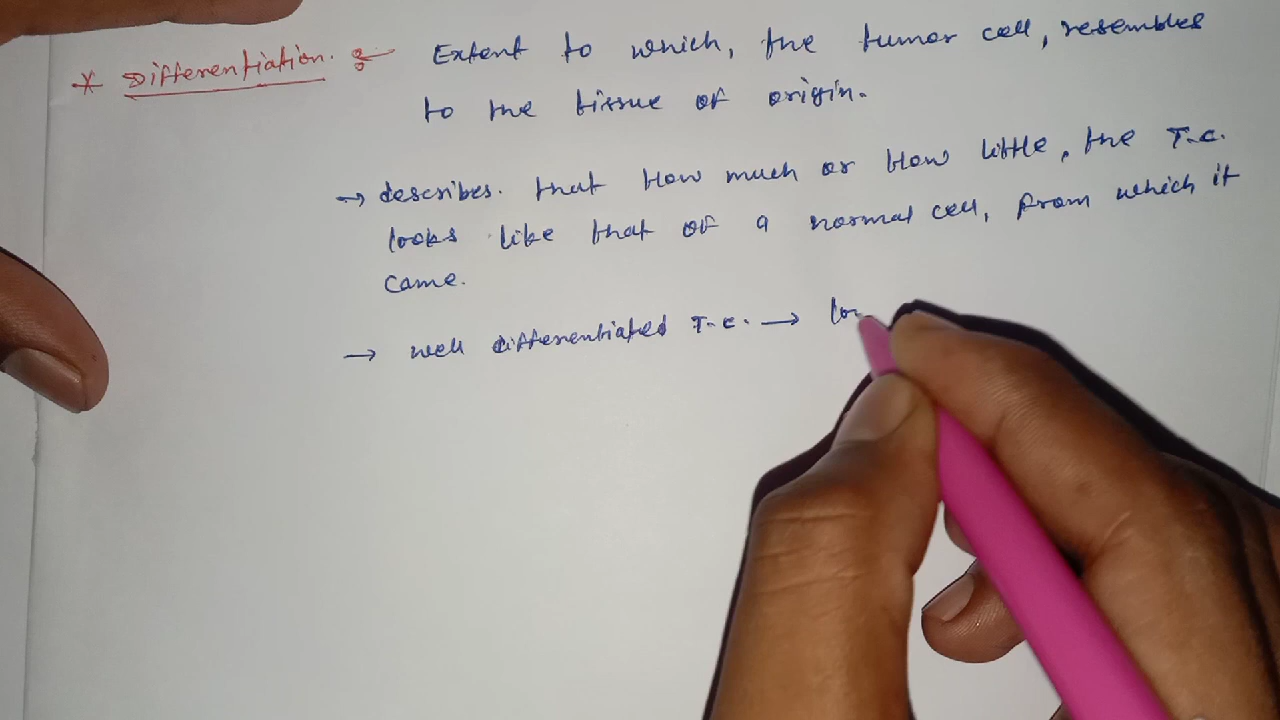 * Differentiation :- Extent to which, the tumor cell, resembles
to the tissue of origin.
→ describes. that How much or How little, the T.C.
looks like that of a normal cell, from which it
came.
→ well differentiated T.C. →